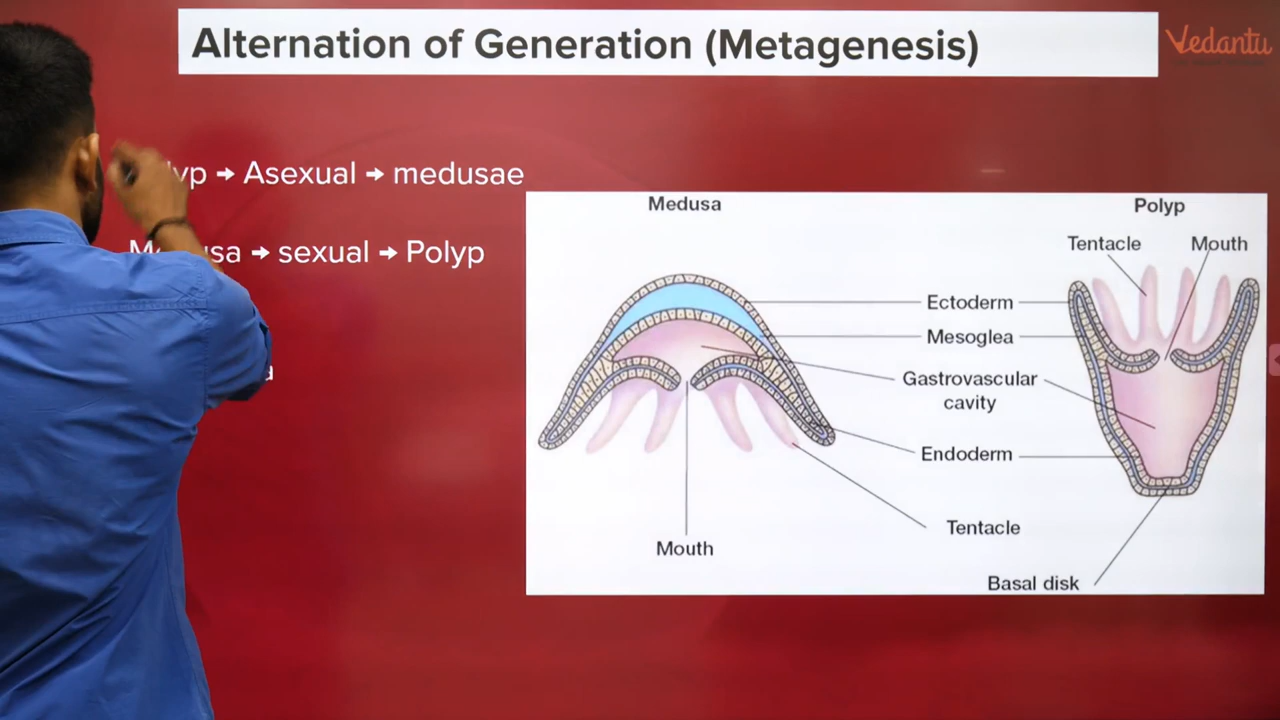 Alternation of Generation (Metagenesis)
Vedantu
→ Asexual → medusae
→ sexual → Polyp
Medusa
Polyp
Tentacle
Mouth
Ectoderm
Mesoglea
Gastrovascular
cavity
Endoderm
Tentacle
Mouth
Basal disk